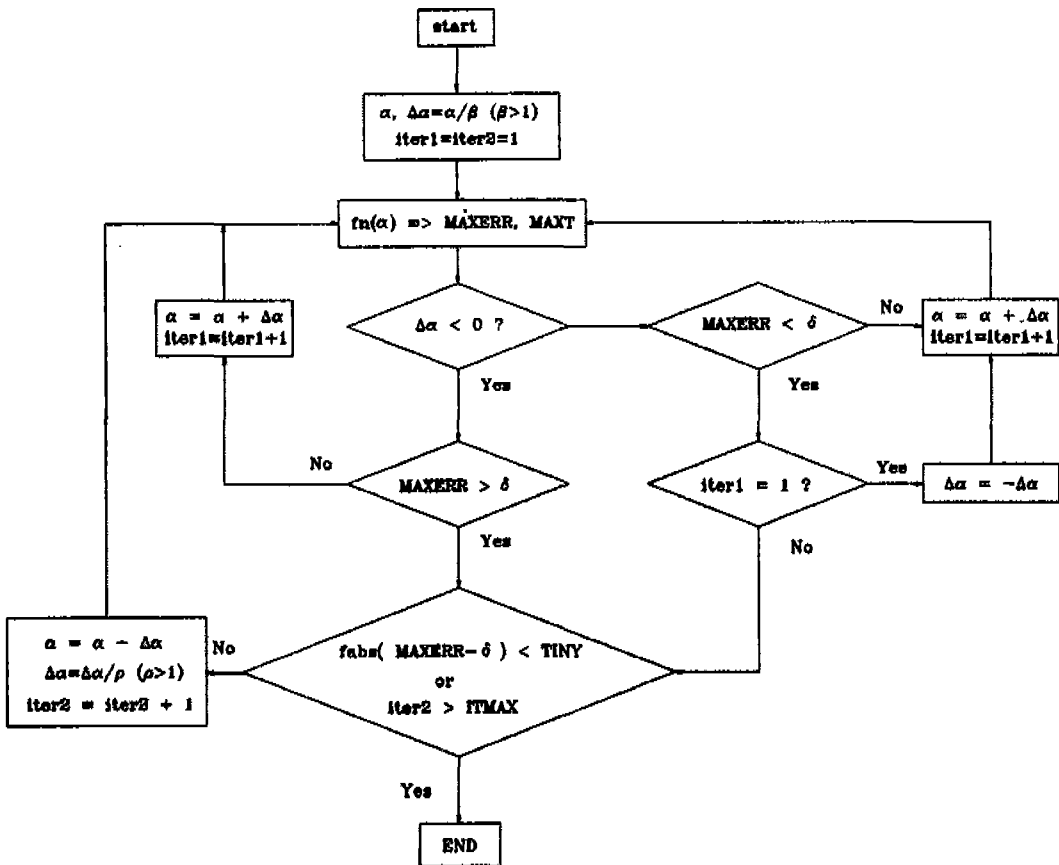 start
α, Δα=α/β (β>1)
iter1=iter2=1
fn(α) => MAXERR, MAXT
α = α + Δα
iter1=iter1+1
Δα < 0 ?
MAXERR < δ
No
α = α + Δα
iter1=iter1+1
Yes
Yes
No
MAXERR > δ
iter1 = 1 ?
Yes
Δα = -Δα
Yes
No
α = α - Δα
Δα=Δα/ρ (ρ>1)
iter2 = iter2 + 1
No
fabs( MAXERR-δ ) < TINY
or
iter2 > ITMAX
Yes
END